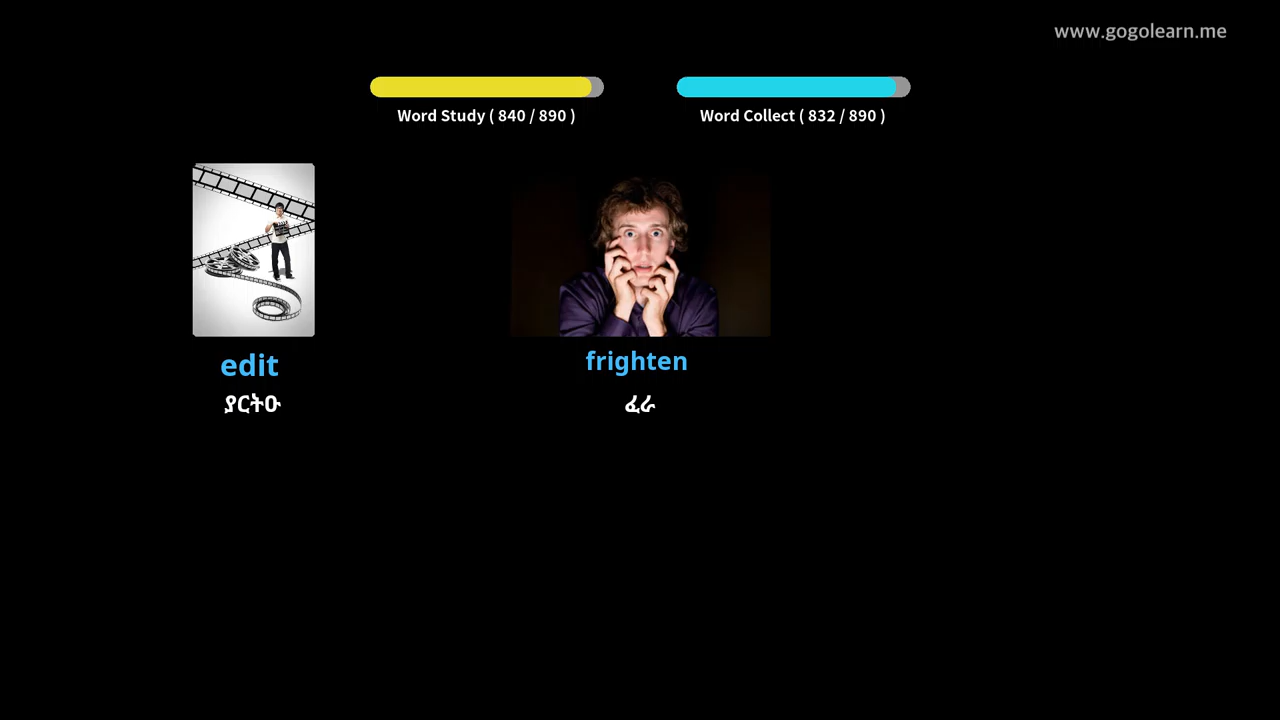 www.gogolearn.me
Word Study ( 840 / 890 )
Word Collect ( 832 / 890 )
edit
ያርትዑ
frighten
ፈራ